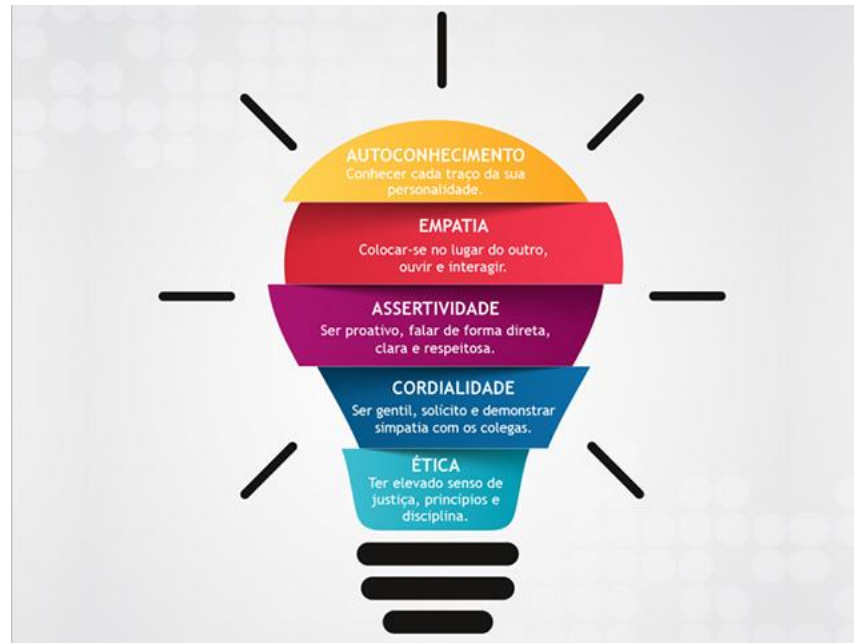 AUTOCONHECIMENTO
Conhecer cada traço da sua
personalidade.
EMPATIA
Colocar-se no lugar do outro,
ouvir e interagir.
ASSERTIVIDADE
Ser proativo, falar de forma direta,
clara e respeitosa.
CORDIALIDADE
Ser gentil, solícito e demonstrar
simpatia com os colegas.
ÉTICA
Ter elevado senso de
justiça, princípios e
disciplina.